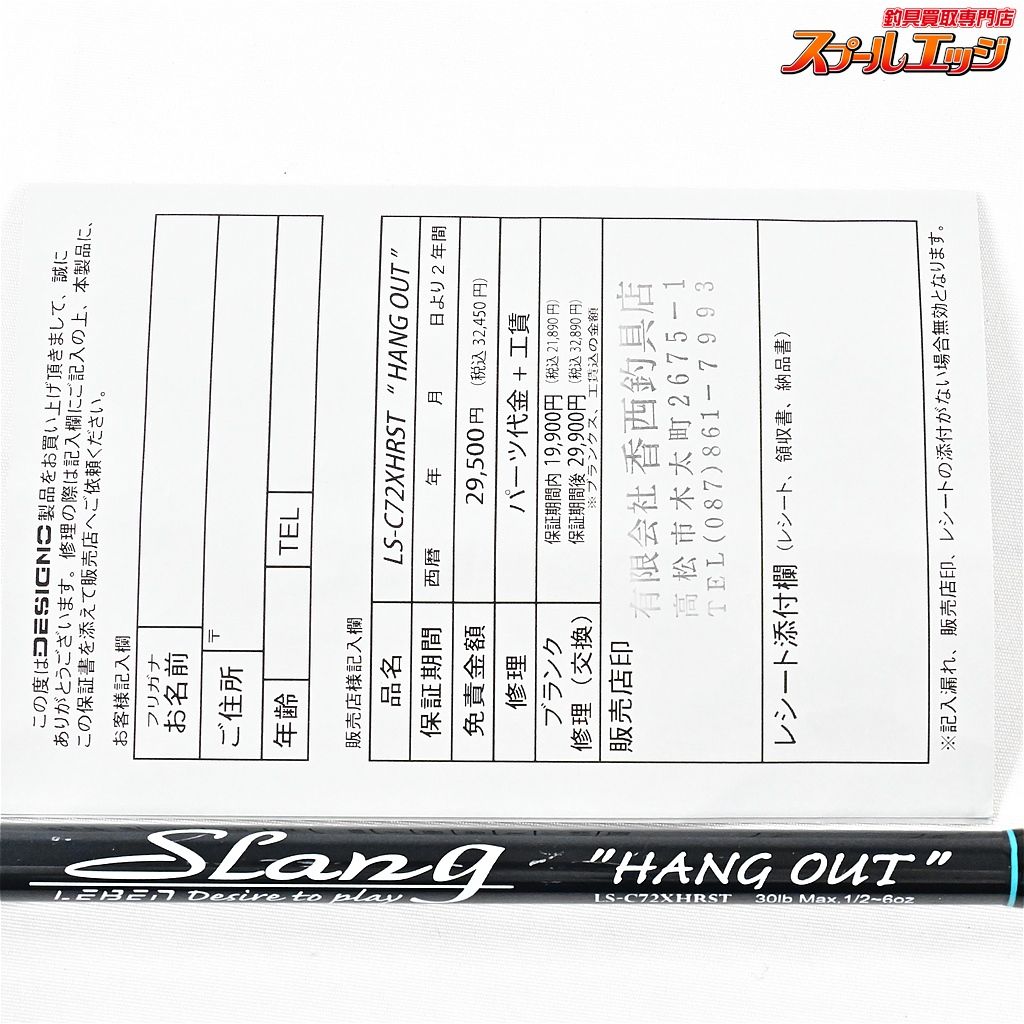 釣具買取専門店
スプールエッジ
この度はDESIGNO製品をお買い上げ頂きまして、誠に
ありがとうございます。修理の際は記入欄にご記入の上、本製品に、
この保証書を添えて販売店へご依頼ください。
お客様記入欄
フリガナ
お名前
ご住所
〒
年齢
TEL
販売店様記入欄
品名 LS-C72XHRST "HANG OUT"
保証期間 西暦 年 月 日より2年間
免責金額 29,500円 (税込 32,450円)
修理 パーツ代金 + 工賃
ブランク
修理(交換)
保証期間内 19,900円 (税込 21,890円)
保証期間後 29,900円 (税込 32,890円)
※ブランクス、工賃込の金額
販売店印
有限会社香西釣具店
高松市木太町2675-1
TEL(087)861-7993
レシート添付欄 (レシート、領収書、納品書)
※記入漏れ、販売店印、レシートの添付がない場合無効となります。
SLang
LEBEN Desire to play
"HANG OUT"
LS-C72XHRST 30lb Max.1/2~6oz